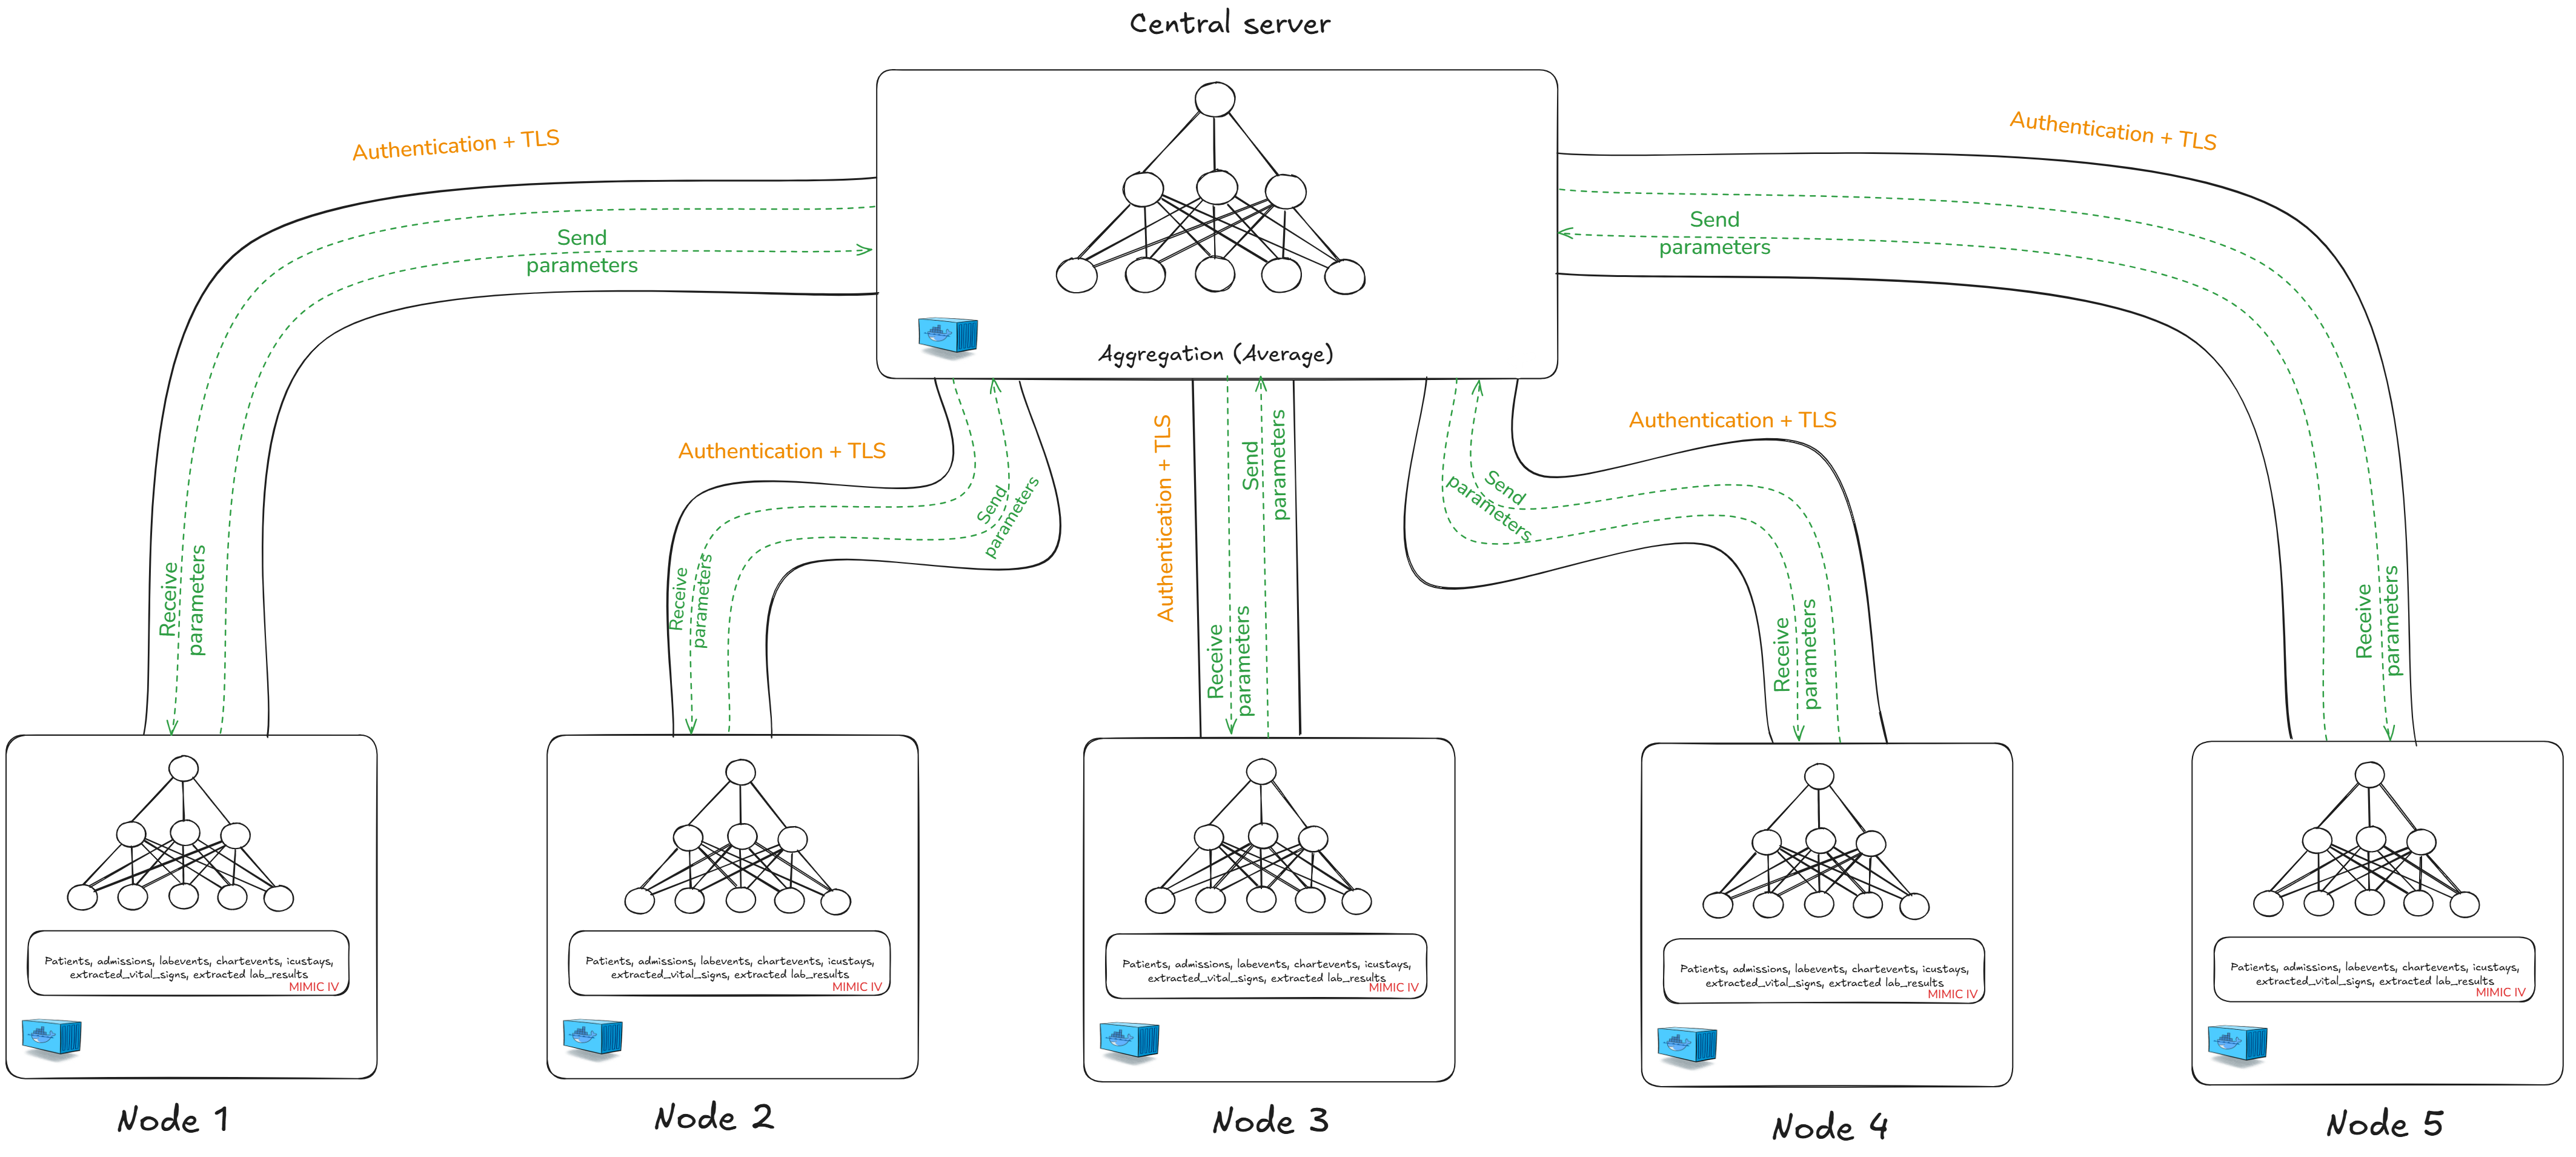 Central server
Authentication + TLS
Authentication + TLS
Send
parameters
Send
parameters
Aggregation (Average)
Authentication + TLS
Authentication + TLS
Authentication + TLS
Send
parameters
Send
parameters
Send
parameters
Receive
parameters
Receive
parameters
Receive
parameters
Receive
parameters
Receive
parameters
Patients, admissions, labevents, chartevents, icustays,
extracted_vital_signs, extracted lab_results
MIMIC IV
Patients, admissions, labevents, chartevents, icustays,
extracted_vital_signs, extracted lab_results
MIMIC IV
Patients, admissions, labevents, chartevents, icustays,
extracted_vital_signs, extracted lab_results
MIMIC IV
Patients, admissions, labevents, chartevents, icustays,
extracted_vital_signs, extracted lab_results
MIMIC IV
Patients, admissions, labevents, chartevents, icustays,
extracted_vital_signs, extracted lab_results
MIMIC IV
Node 1
Node 2
Node 3
Node 4
Node 5